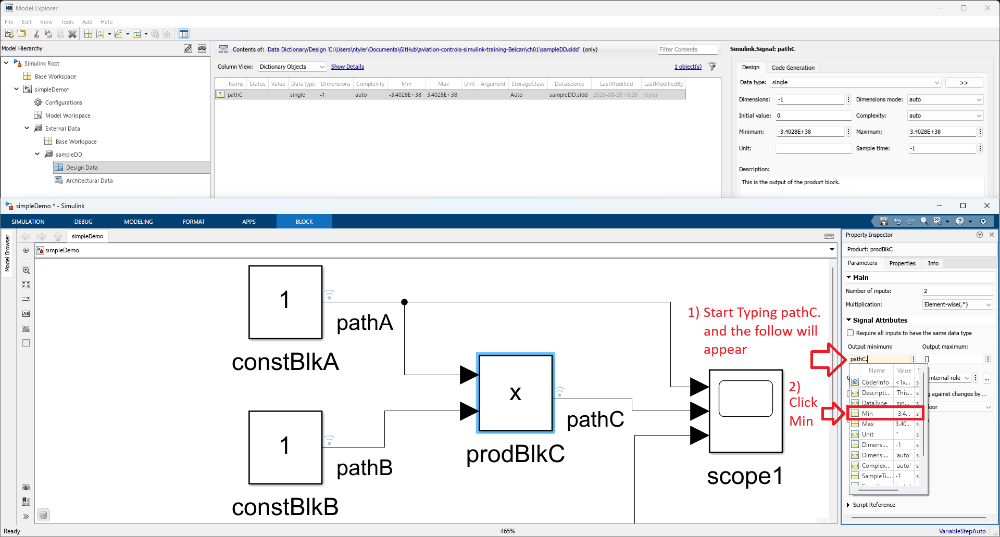 Model Explorer
File Edit View Tools Add Help
Model Hierarchy
Simulink Root
Base Workspace
simpleDemo*
Configurations
Model Workspace
External Data
Base Workspace
sampleDD
Design Data
Architectural Data
Contents of: Data Dictionary/Design 'C:\Users\ntyler\Documents\GitHub\aviation-controls-simulink-training-Belcan\ch01\sampleDD.sldd' (only)
Filter Contents
Column View: Dictionary Objects Show Details
1 object(s)
Name Status Value DataType Dimensions Complexity Min Max Unit Argument StorageClass DataSource LastModified LastModifiedBy
pathC single -1 auto -3.4028E+38 3.4028E+38 Auto sampleDD.sldd 2026-08-28 16:28 ntyler
Simulink.Signal: pathC
Design Code Generation
Data type: single >>
Dimensions: -1 Dimensions mode: auto
Initial value: 0 Complexity: auto
Minimum: -3.4028E+38 Maximum: 3.4028E+38
Unit: Sample time: -1
Description:
This is the output of the product block.
simpleDemo * - Simulink
SIMULATION DEBUG MODELING FORMAT APPS BLOCK
?
Model Browser
simpleDemo
simpleDemo
1
pathA
constBlkA
1
pathB
constBlkB
x
pathC
prodBlkC
scope1
1) Start Typing pathC.
and the follow will
appear
2)
Click
Min
Property Inspector
Product: prodBlkC
Parameters Properties Info
Main
Number of inputs: 2
Multiplication: Element-wise(.*)
Signal Attributes
Require all inputs to have the same data type
Output minimum: Output maximum:
pathC. []
Name Value
internal rule ...
CoderInfo <1x... s
Descripti... 'This... s
g against changes by ...
DataType 'sin... s
loor
Min -3.4... s
Max 3.40... s
Unit '' s
Dimensi... -1 s
Dimensi... 'auto' s
Complex... 'auto' s
SampleTi... -1 s
Script Reference
Ready
465%
VariableStepAuto